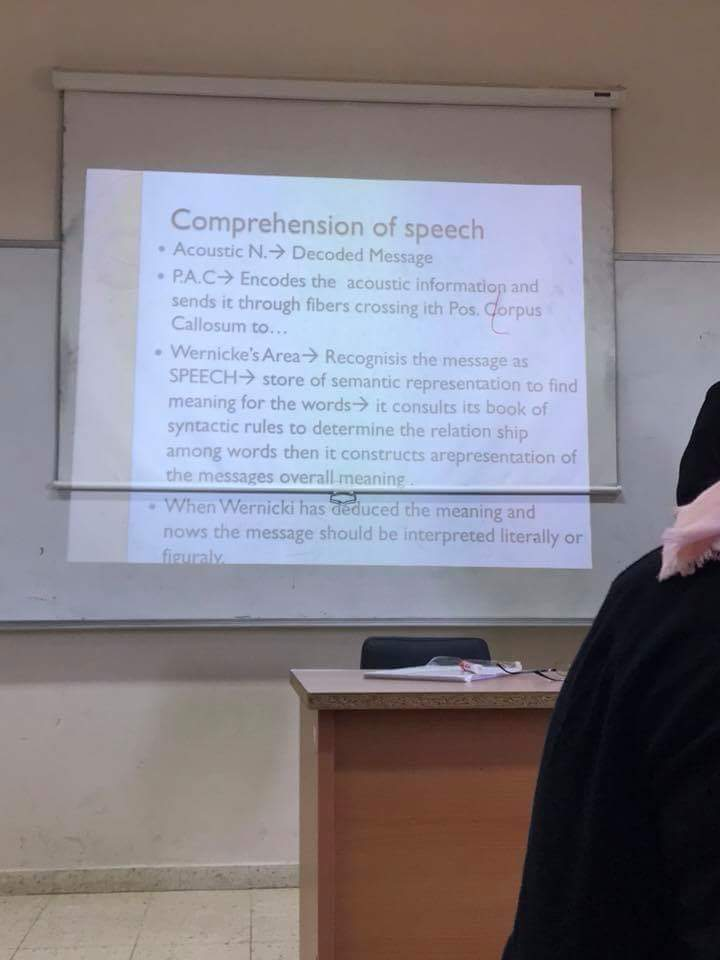 Comprehension of speech
• Acoustic N.→ Decoded Message
• P.A.C→ Encodes the acoustic information and
sends it through fibers crossing ith Pos. Corpus
Callosum to...
• Wernicke's Area→ Recognisis the message as
SPEECH→ store of semantic representation to find
meaning for the words→ it consults its book of
syntactic rules to determine the relation ship
among words then it constructs arepresentation of
the messages overall meaning .
• When Wernicki has deduced the meaning and
nows the message should be interpreted literally or
figuraly.